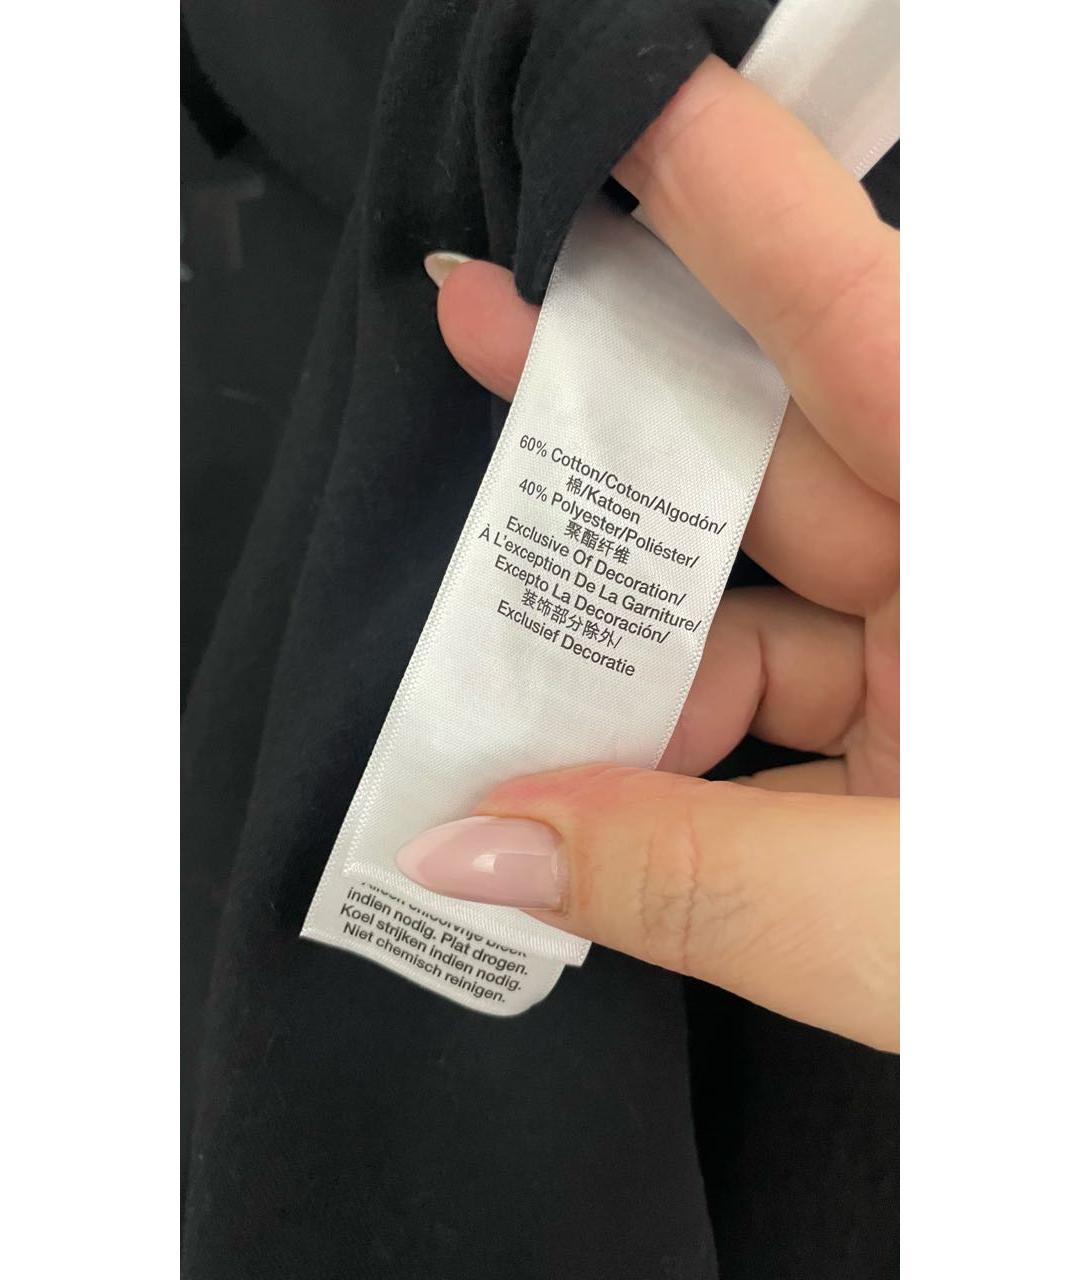 60% Cotton/Coton/Algodón/
棉/Katoen
40% Polyester/Poliéster/
聚酯纤维
Exclusive Of Decoration/
À L'exception De La Garniture/
Excepto La Decoración/
装饰部分除外/
Exclusief Decoratie
indien nodig. Plat drogen.
Koel strijken indien nodig.
Niet chemisch reinigen.